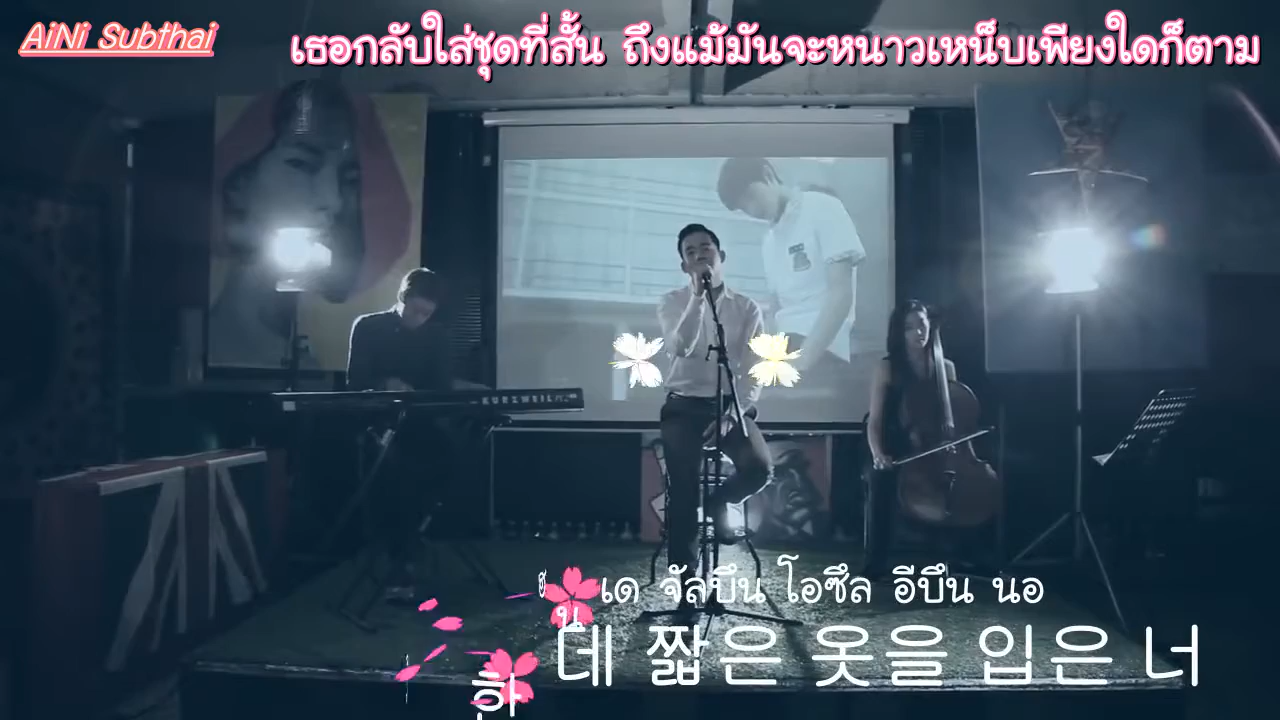 AiNi Subthai
เธอกลับใส่ชุดที่สั้น ถึงแม้มันจะหนาวเหน็บเพียงใดก็ตาม
KURZWEIL
เด จัลบึน โอซึล อีบึน นอ
데 짧은 옷을 입은 너